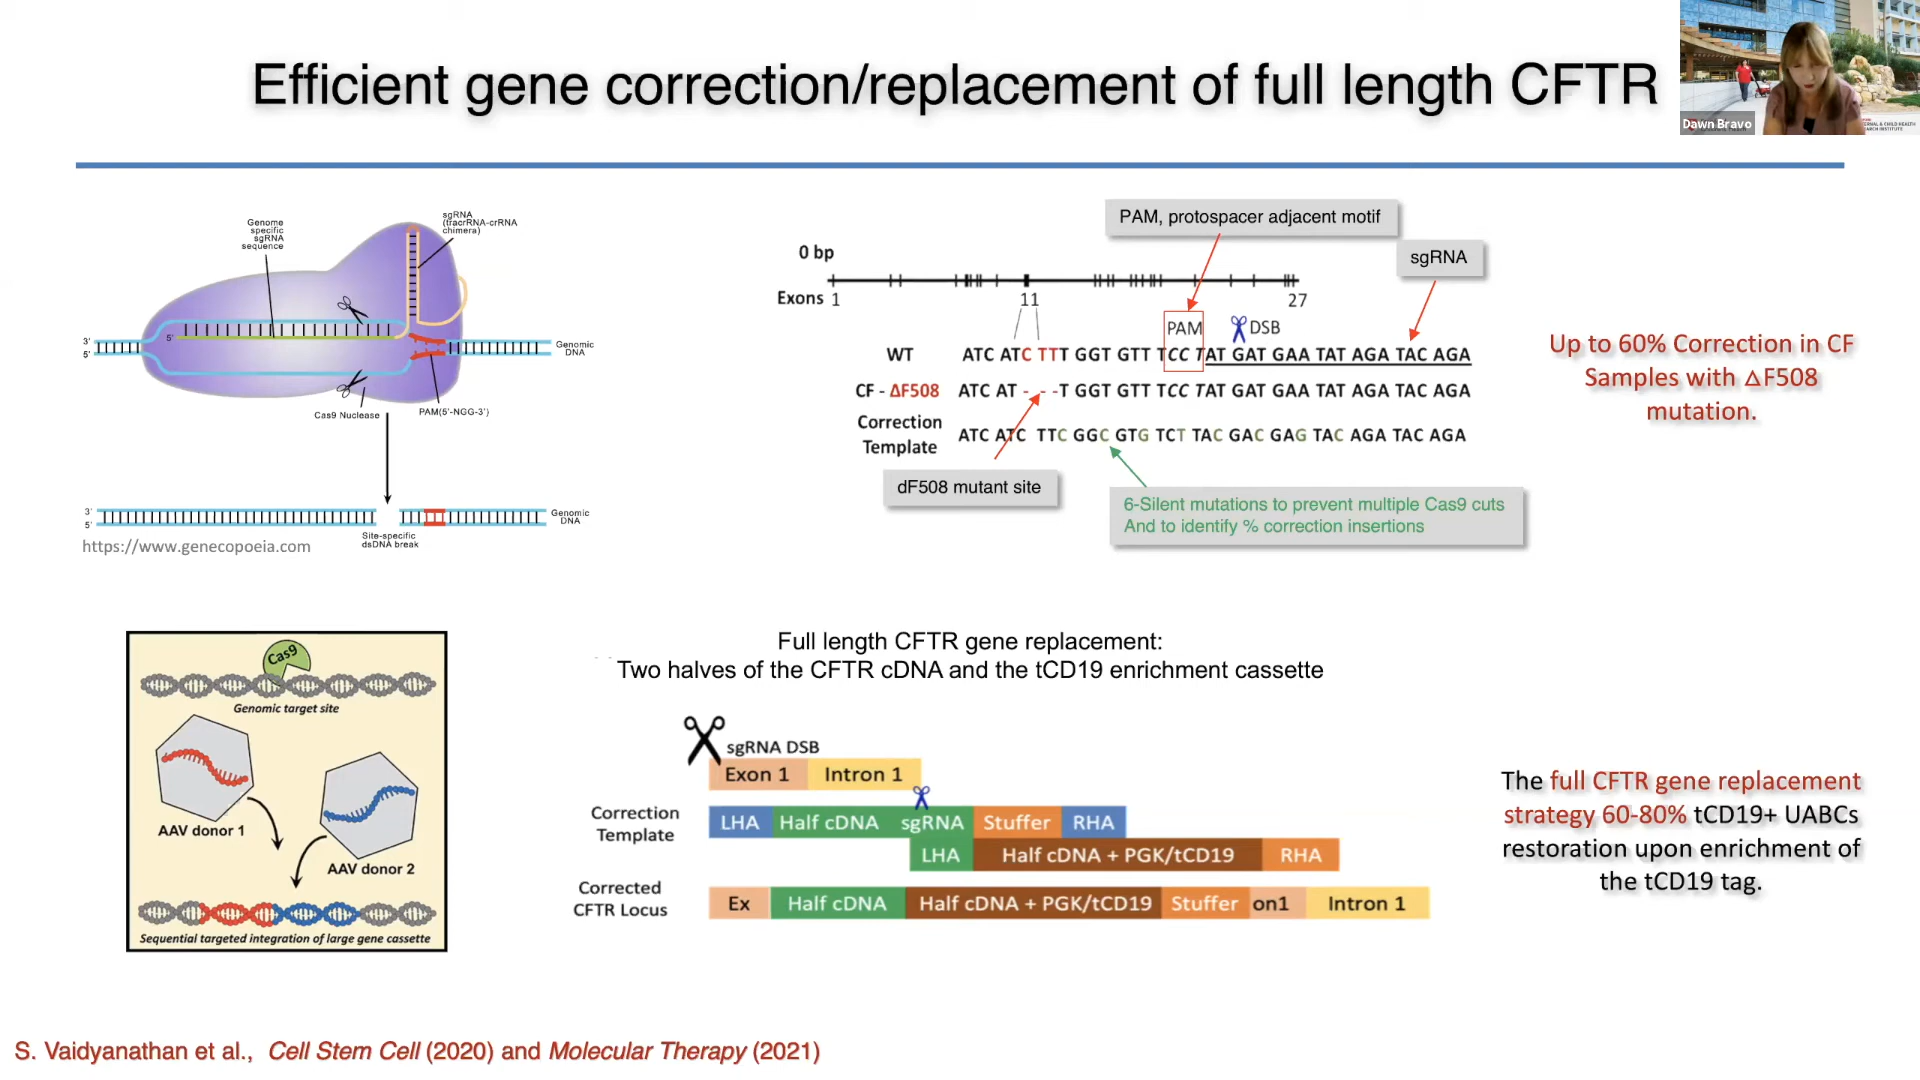 Efficient gene correction/replacement of full length CFTR
Dawn Bravo
Genome
specific
sgRNA
sequence
sgRNA
(tracrRNA-crRNA
chimera)
5'
3'
5'
Genomic
DNA
Cas9 Nuclease
PAM(5'-NGG-3')
3'
5'
Genomic
DNA
Site-specific
dsDNA break
https://www.genecopoeia.com
PAM, protospacer adjacent motif
sgRNA
0 bp
Exons 1 11 27
PAM DSB
WT ATC ATC TTT GGT GTT TCC TAT GAT GAA TAT AGA TAC AGA
CF - ΔF508 ATC AT- - -T GGT GTT TCC TAT GAT GAA TAT AGA TAC AGA
Correction
Template
ATC ATC TTC GGC GTG TCT TAC GAC GAG TAC AGA TAC AGA
dF508 mutant site
6-Silent mutations to prevent multiple Cas9 cuts
And to identify % correction insertions
Up to 60% Correction in CF
Samples with ΔF508
mutation.
Cas9
Genomic target site
AAV donor 1
AAV donor 2
Sequential targeted integration of large gene cassette
Full length CFTR gene replacement:
Two halves of the CFTR cDNA and the tCD19 enrichment cassette
sgRNA DSB
Exon 1 Intron 1
Correction
Template
LHA Half cDNA sgRNA Stuffer RHA
LHA Half cDNA + PGK/tCD19 RHA
Corrected
CFTR Locus
Ex Half cDNA Half cDNA + PGK/tCD19 Stuffer on1 Intron 1
The full CFTR gene replacement
strategy 60-80% tCD19+ UABCs
restoration upon enrichment of
the tCD19 tag.
S. Vaidyanathan et al., Cell Stem Cell (2020) and Molecular Therapy (2021)